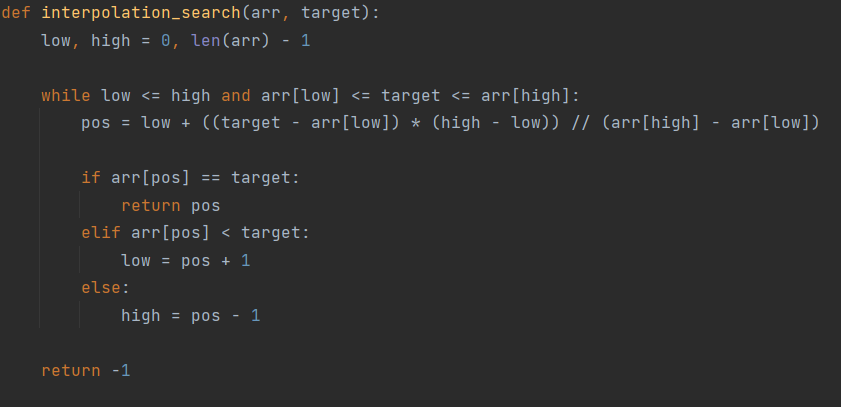 def interpolation_search(arr, target):
    low, high = 0, len(arr) - 1
    while low <= high and arr[low] <= target <= arr[high]:
        pos = low + ((target - arr[low]) * (high - low)) // (arr[high] - arr[low])
        if arr[pos] == target:
            return pos
        elif arr[pos] < target:
            low = pos + 1
        else:
            high = pos - 1
    return -1